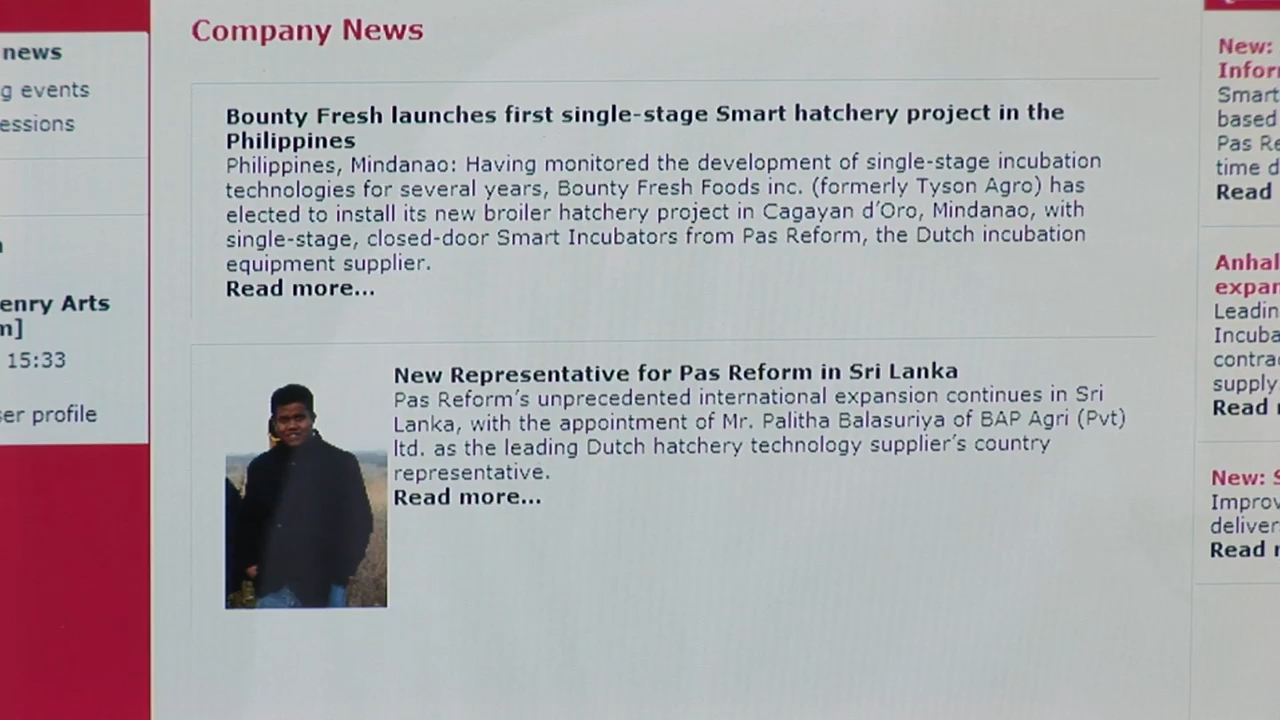 news
g events
essions
enry Arts
m]
15:33
ser profile
Company News
Bounty Fresh launches first single-stage Smart hatchery project in the
Philippines
Philippines, Mindanao: Having monitored the development of single-stage incubation
technologies for several years, Bounty Fresh Foods inc. (formerly Tyson Agro) has
elected to install its new broiler hatchery project in Cagayan d'Oro, Mindanao, with
single-stage, closed-door Smart Incubators from Pas Reform, the Dutch incubation
equipment supplier.
Read more...
New Representative for Pas Reform in Sri Lanka
Pas Reform's unprecedented international expansion continues in Sri
Lanka, with the appointment of Mr. Palitha Balasuriya of BAP Agri (Pvt)
ltd. as the leading Dutch hatchery technology supplier's country
representative.
Read more...
New:
Infor
Smart
based
Pas Re
time d
Read
Anhal
expan
Leadin
Incuba
contra
supply
Read
New: S
Improv
deliver
Read